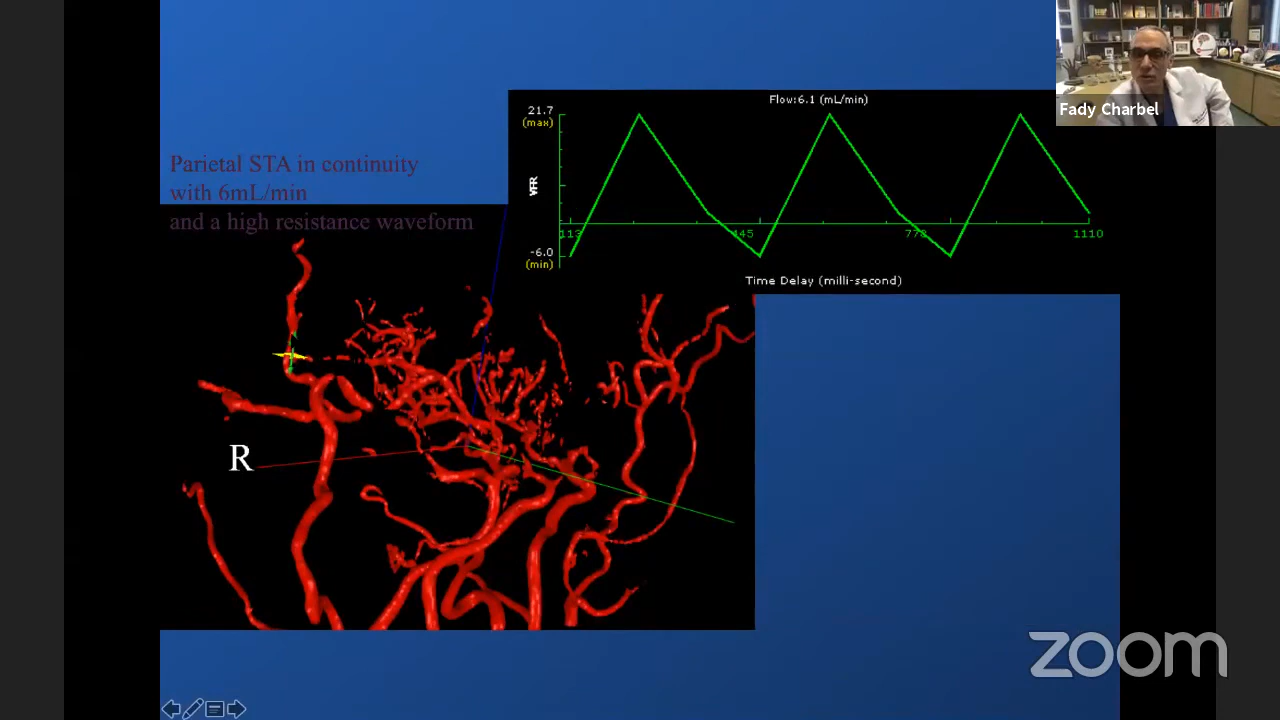 Flow:6.1 (mL/min)
21.7
(max)
VFR
-6.0
(min)
113
445
778
1110
Time Delay (milli-second)
Fady Charbel
Parietal STA in continuity
with 6mL/min
and a high resistance waveform
R
zoom